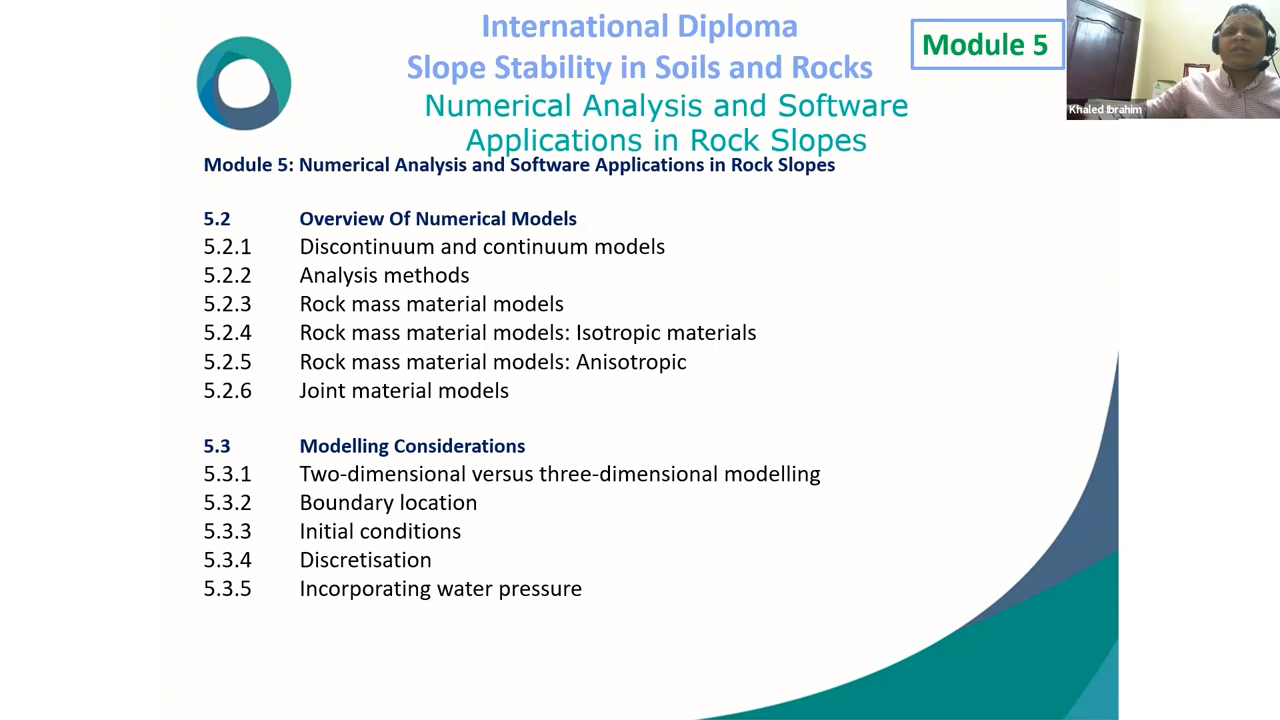 International Diploma
Slope Stability in Soils and Rocks
Numerical Analysis and Software
Applications in Rock Slopes
Module 5
Khaled Ibrahim
Module 5: Numerical Analysis and Software Applications in Rock Slopes
5.2 Overview Of Numerical Models
5.2.1 Discontinuum and continuum models
5.2.2 Analysis methods
5.2.3 Rock mass material models
5.2.4 Rock mass material models: Isotropic materials
5.2.5 Rock mass material models: Anisotropic
5.2.6 Joint material models
5.3 Modelling Considerations
5.3.1 Two-dimensional versus three-dimensional modelling
5.3.2 Boundary location
5.3.3 Initial conditions
5.3.4 Discretisation
5.3.5 Incorporating water pressure